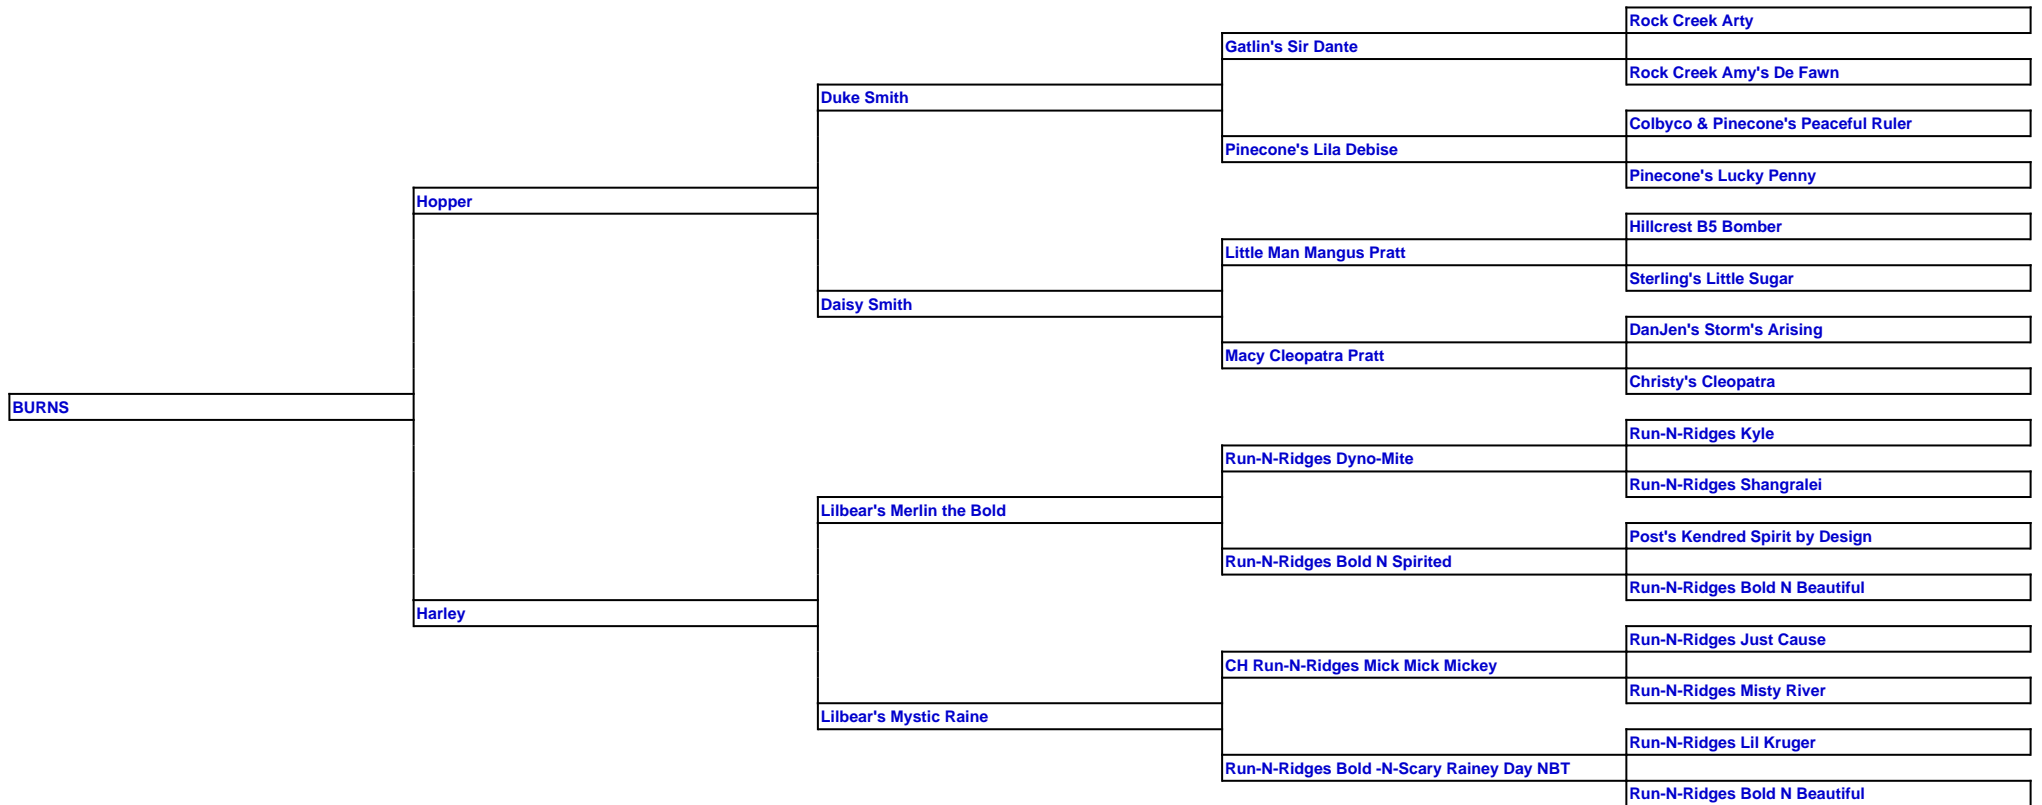 Rock Creek Arty
Gatlin's Sir Dante
Rock Creek Amy's De Fawn
Duke Smith
Colbyco & Pinecone's Peaceful Ruler
Pinecone's Lila Debise
Pinecone's Lucky Penny
Hopper
Hillcrest B5 Bomber
Little Man Mangus Pratt
Sterling's Little Sugar
Daisy Smith
DanJen's Storm's Arising
Macy Cleopatra Pratt
Christy's Cleopatra
BURNS
Run-N-Ridges Kyle
Run-N-Ridges Dyno-Mite
Run-N-Ridges Shangralei
Lilbear's Merlin the Bold
Post's Kendred Spirit by Design
Run-N-Ridges Bold N Spirited
Run-N-Ridges Bold N Beautiful
Harley
Run-N-Ridges Just Cause
CH Run-N-Ridges Mick Mick Mickey
Run-N-Ridges Misty River
Lilbear's Mystic Raine
Run-N-Ridges Lil Kruger
Run-N-Ridges Bold -N-Scary Rainey Day NBT
Run-N-Ridges Bold N Beautiful